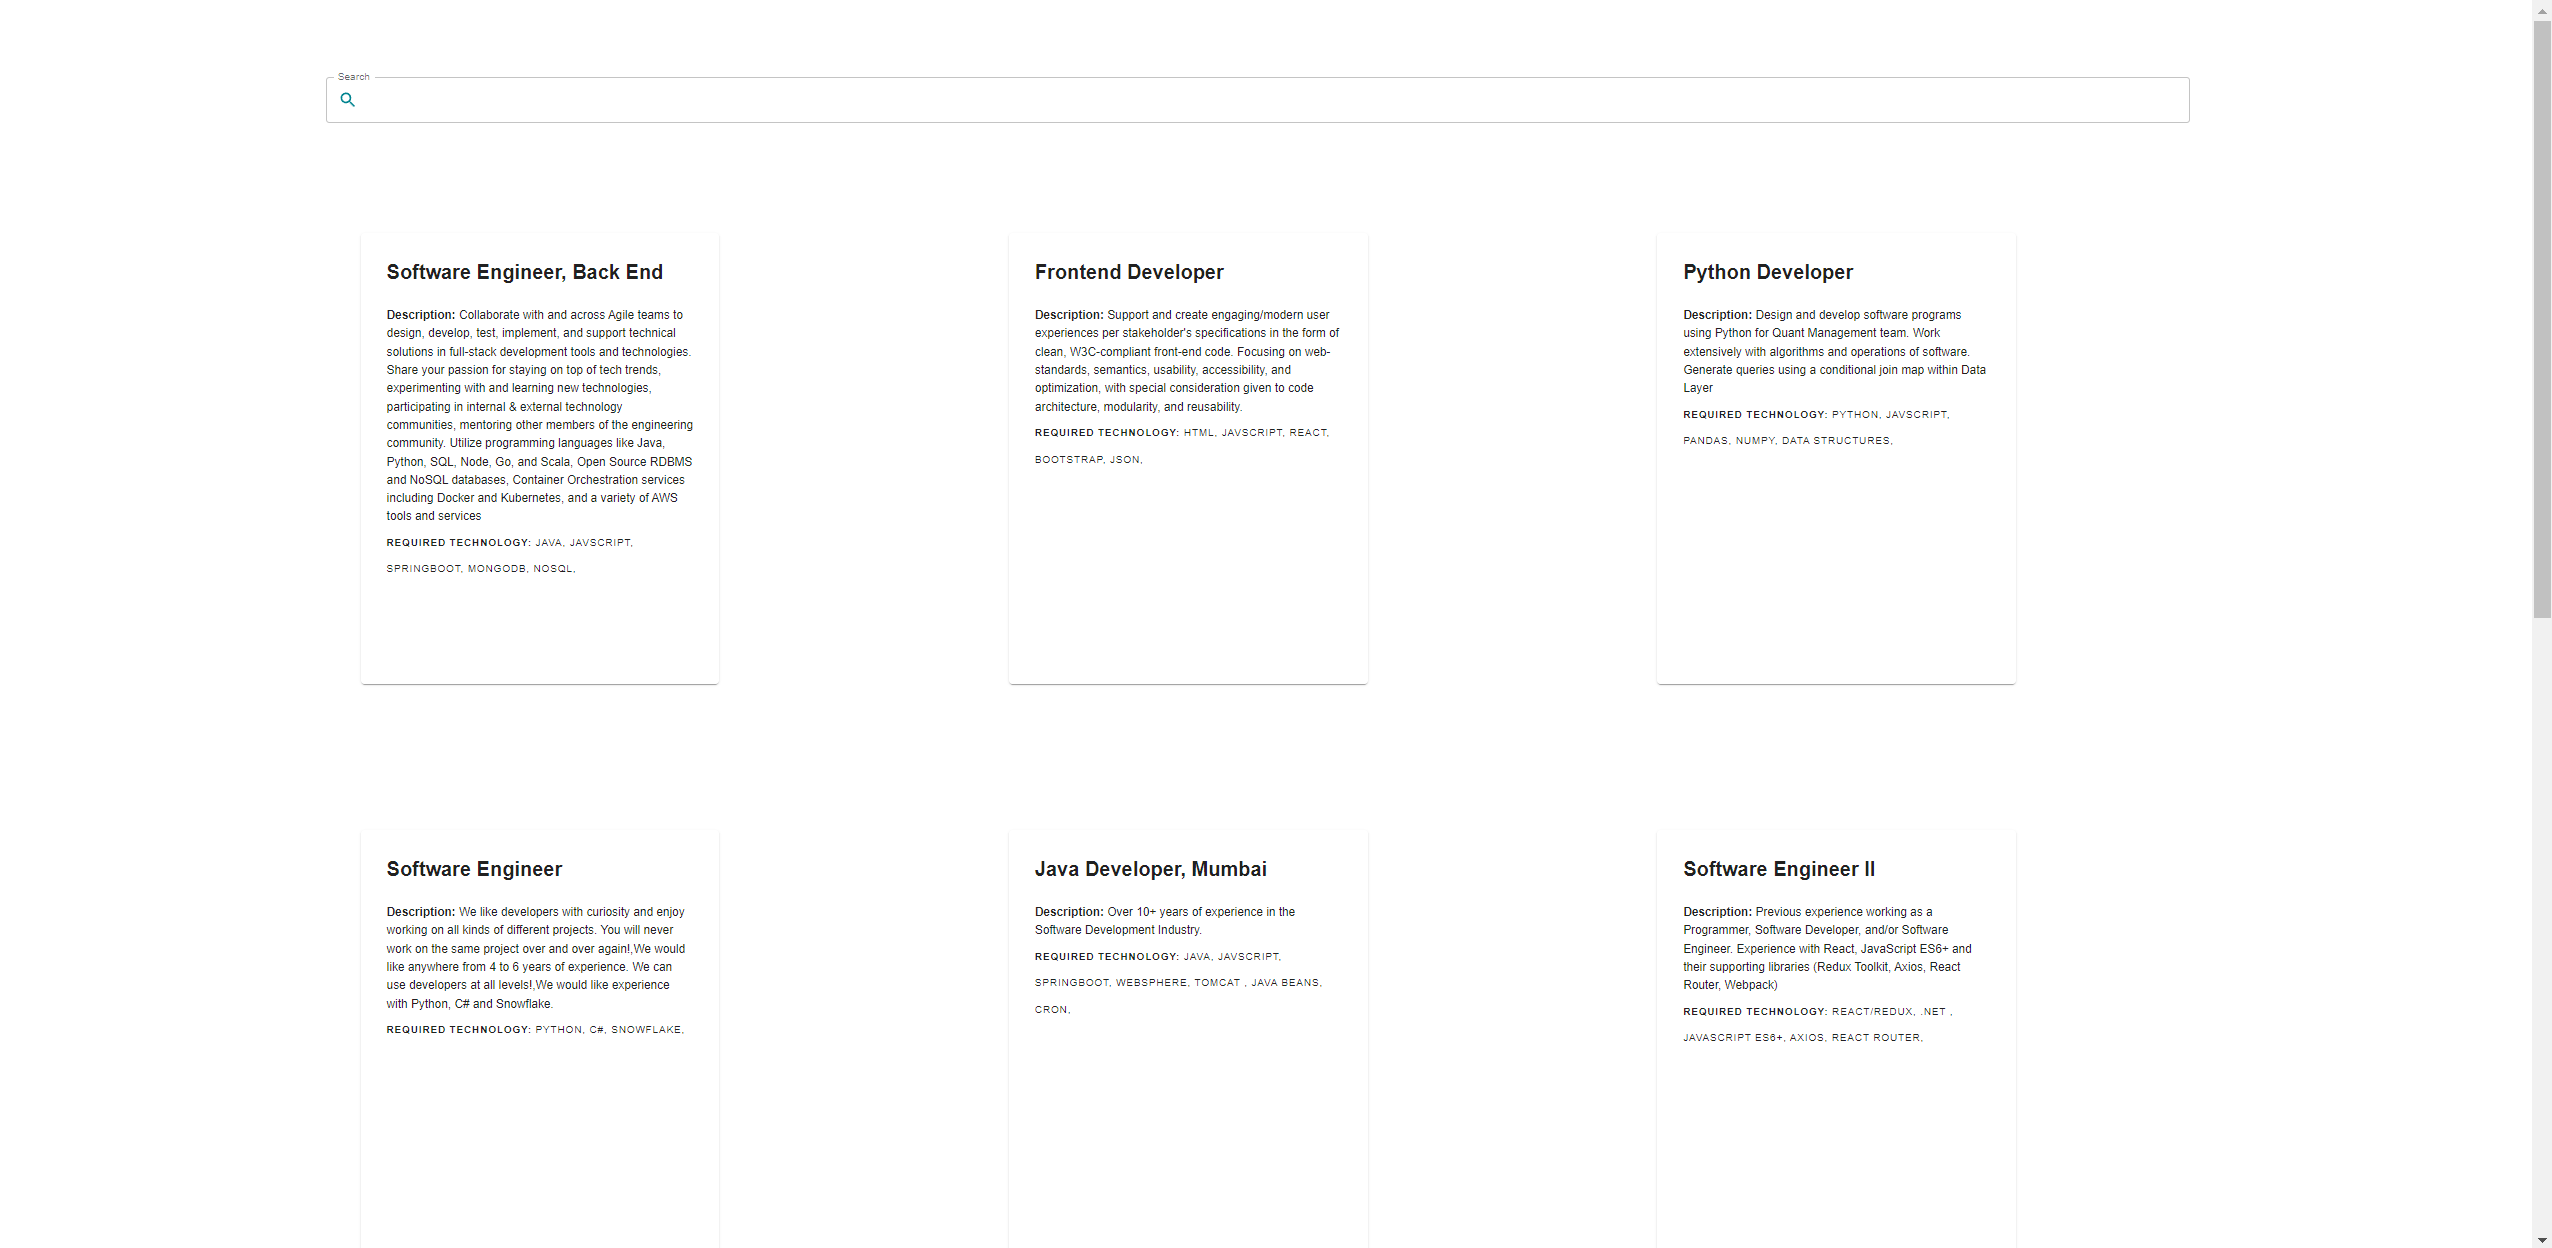 Search
Software Engineer, Back End
Description: Collaborate with and across Agile teams to
design, develop, test, implement, and support technical
solutions in full-stack development tools and technologies.
Share your passion for staying on top of tech trends,
experimenting with and learning new technologies,
participating in internal & external technology
communities, mentoring other members of the engineering
community. Utilize programming languages like Java,
Python, SQL, Node, Go, and Scala, Open Source RDBMS
and NoSQL databases, Container Orchestration services
including Docker and Kubernetes, and a variety of AWS
tools and services
REQUIRED TECHNOLOGY: JAVA, JAVSCRIPT,
SPRINGBOOT, MONGODB, NOSQL,
Frontend Developer
Description: Support and create engaging/modern user
experiences per stakeholder's specifications in the form of
clean, W3C-compliant front-end code. Focusing on web-
standards, semantics, usability, accessibility, and
optimization, with special consideration given to code
architecture, modularity, and reusability.
REQUIRED TECHNOLOGY: HTML, JAVSCRIPT, REACT,
BOOTSTRAP, JSON,
Python Developer
Description: Design and develop software programs
using Python for Quant Management team. Work
extensively with algorithms and operations of software.
Generate queries using a conditional join map within Data
Layer
REQUIRED TECHNOLOGY: PYTHON, JAVSCRIPT,
PANDAS, NUMPY, DATA STRUCTURES,
Software Engineer
Description: We like developers with curiosity and enjoy
working on all kinds of different projects. You will never
work on the same project over and over again!,We would
like anywhere from 4 to 6 years of experience. We can
use developers at all levels!,We would like experience
with Python, C# and Snowflake.
REQUIRED TECHNOLOGY: PYTHON, C#, SNOWFLAKE,
Java Developer, Mumbai
Description: Over 10+ years of experience in the
Software Development Industry.
REQUIRED TECHNOLOGY: JAVA, JAVSCRIPT,
SPRINGBOOT, WEBSPHERE, TOMCAT , JAVA BEANS,
CRON,
Software Engineer II
Description: Previous experience working as a
Programmer, Software Developer, and/or Software
Engineer. Experience with React, JavaScript ES6+ and
their supporting libraries (Redux Toolkit, Axios, React
Router, Webpack)
REQUIRED TECHNOLOGY: REACT/REDUX, .NET ,
JAVASCRIPT ES6+, AXIOS, REACT ROUTER,